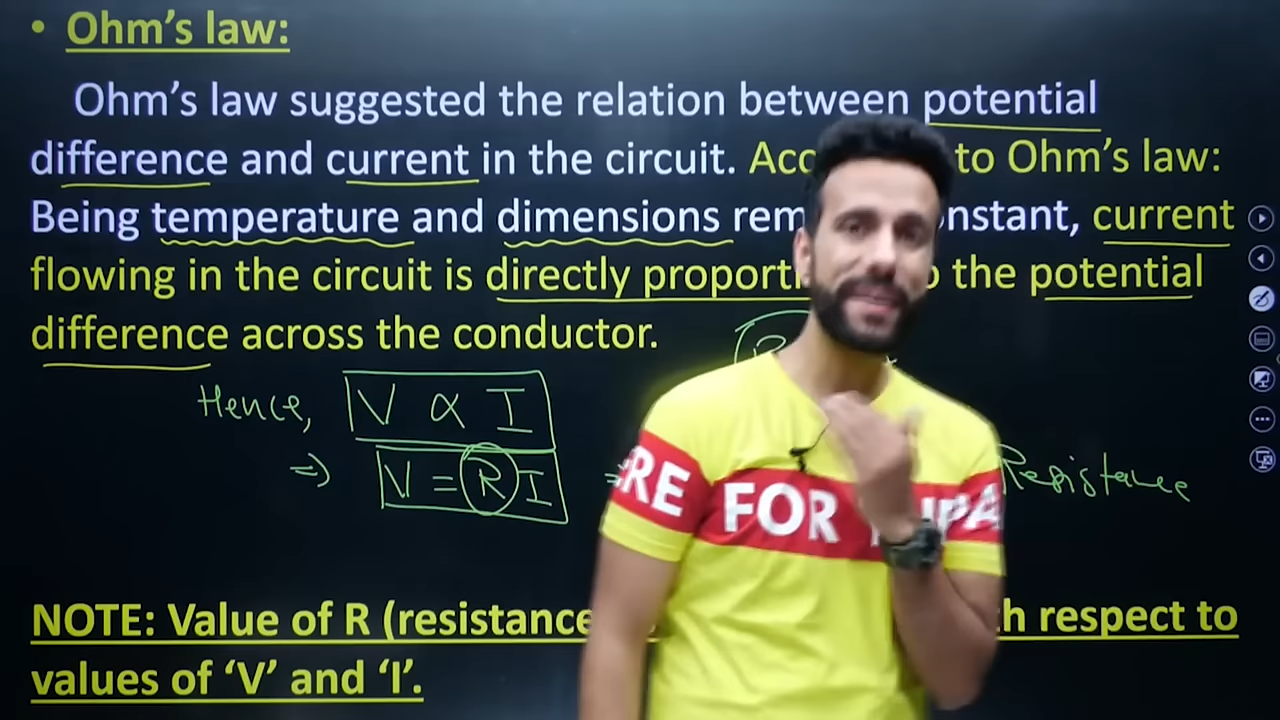 • Ohm's law:
Ohm's law suggested the relation between potential
difference and current in the circuit. Acc to Ohm's law:
Being temperature and dimensions rem nstant, current
flowing in the circuit is directly proporti o the potential
difference across the conductor.
Hence, V ∝ I
⇒ V = R I Resistance
ERE FOR
NOTE: Value of R (resistance h respect to
values of 'V' and 'I'.